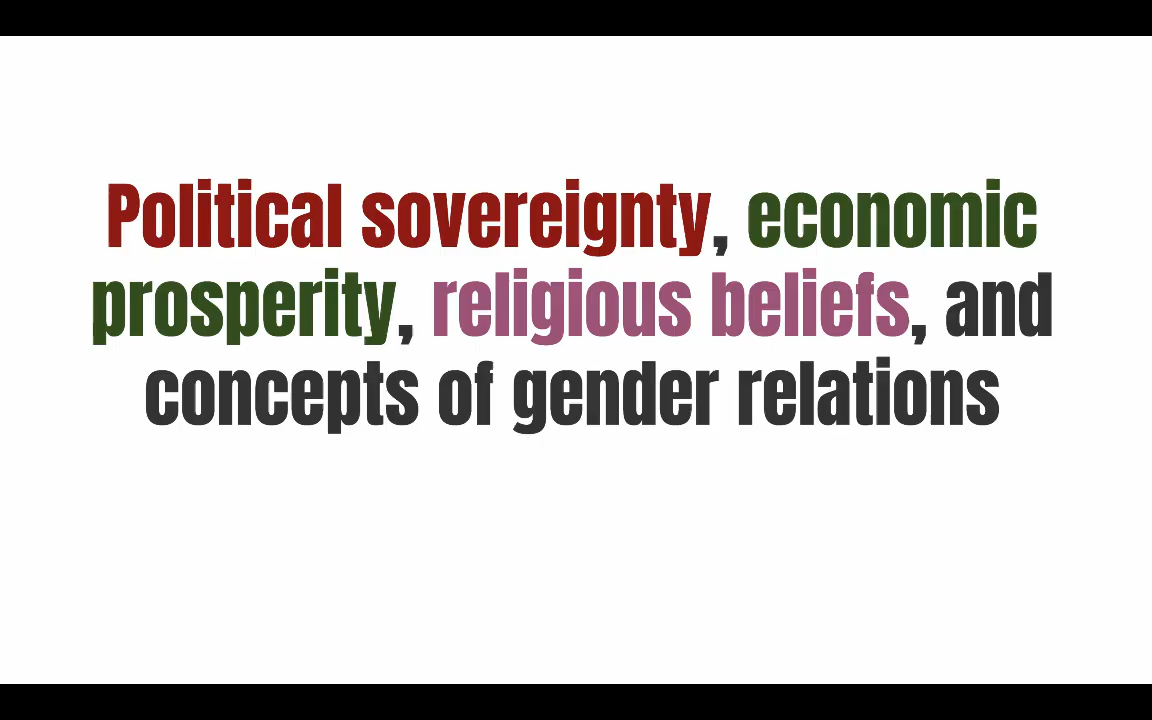 Political sovereignty, economic
prosperity, religious beliefs, and
concepts of gender relations